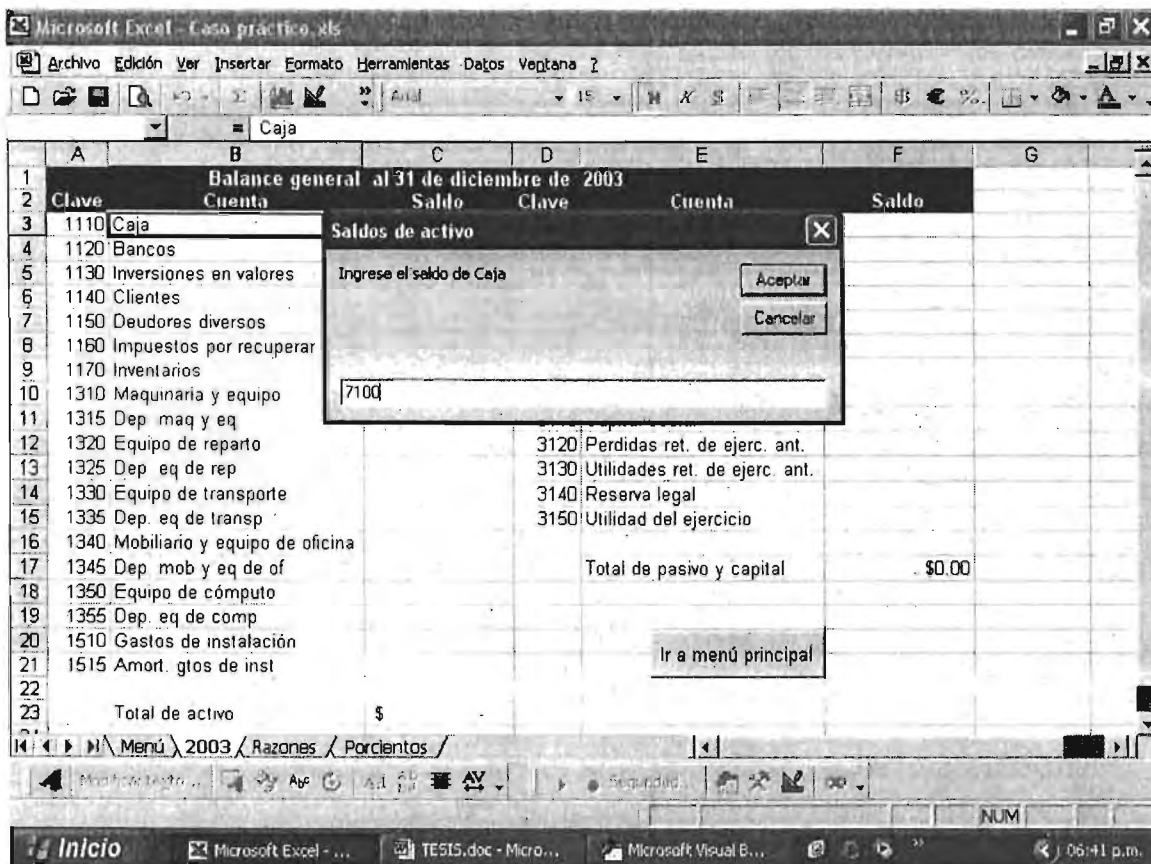 Microsoft Excel - Caso práctico.xls
Archivo Edición Ver Insertar Formato Herramientas Datos Ventana ?
Arial 15 N K S € %
= Caja
A B C D E F G
1 Balance general al 31 de diciembre de 2003
2 Clave Cuenta Saldo Clave Cuenta Saldo
3 1110 Caja
4 1120 Bancos
5 1130 Inversiones en valores
6 1140 Clientes
7 1150 Deudores diversos
8 1160 Impuestos por recuperar
9 1170 Inventarios
10 1310 Maquinaria y equipo
11 1315 Dep maq y eq
12 1320 Equipo de reparto 3120 Perdidas ret. de ejerc. ant.
13 1325 Dep eq de rep 3130 Utilidades ret. de ejerc. ant.
14 1330 Equipo de transporte 3140 Reserva legal
15 1335 Dep. eq de transp 3150 Utilidad del ejercicio
16 1340 Mobiliario y equipo de oficina
17 1345 Dep mob y eq de of Total de pasivo y capital $0.00
18 1350 Equipo de cómputo
19 1355 Dep. eq de comp
20 1510 Gastos de instalación
21 1515 Amort. gtos de inst
22
23 Total de activo $ -
Saldos de activo
Ingrese el saldo de Caja
Aceptar
Cancelar
7100
Ir a menú principal
Menú 2003 Razones Porcientos
Seguridad...
NUM
Inicio Microsoft Excel - ... TESIS.doc - Micro... Microsoft Visual B... 06:41 p.m.